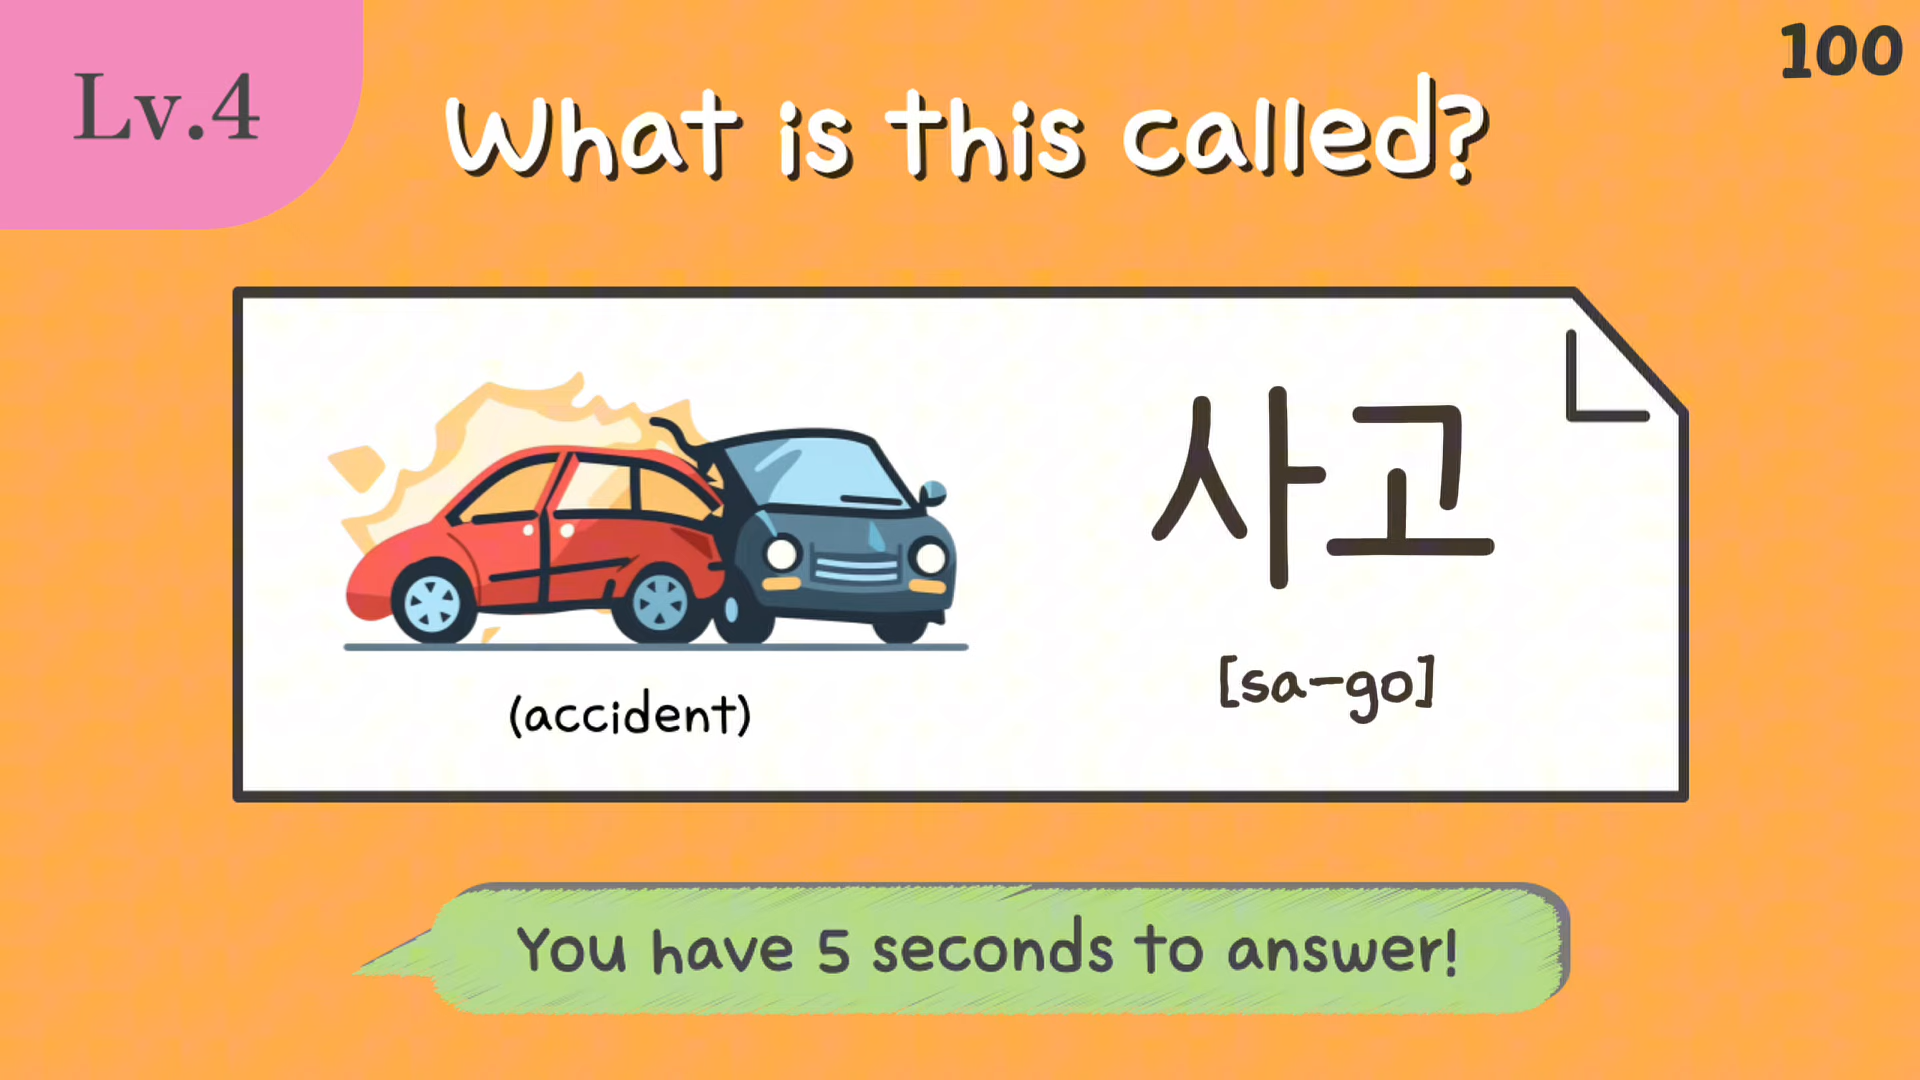 Lv.4
100
What is this called?
사고
[sa-go]
(accident)
You have 5 seconds to answer!